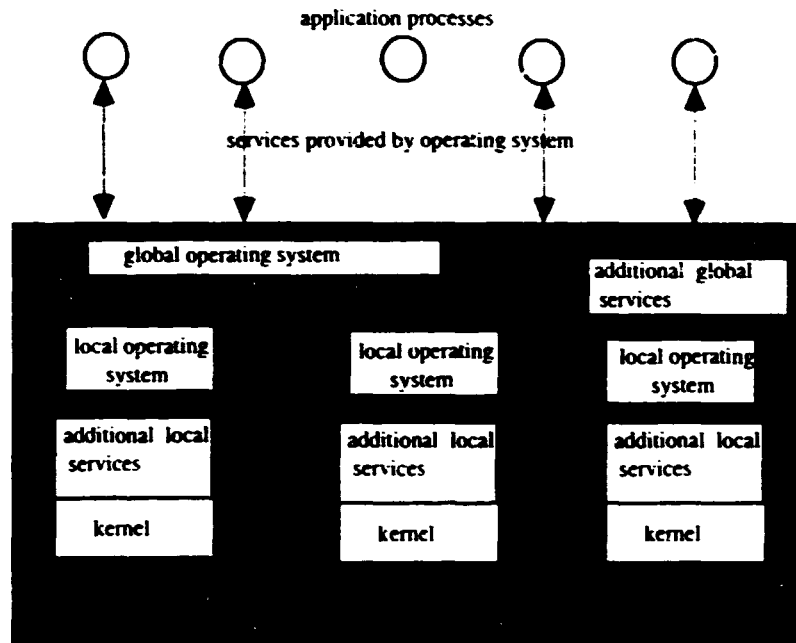 application processes
services provided by operating system
global operating system
additional global
services
local operating
system
local operating
system
local operating
system
additional local
services
additional local
services
additional local
services
kernel
kernel
kernel